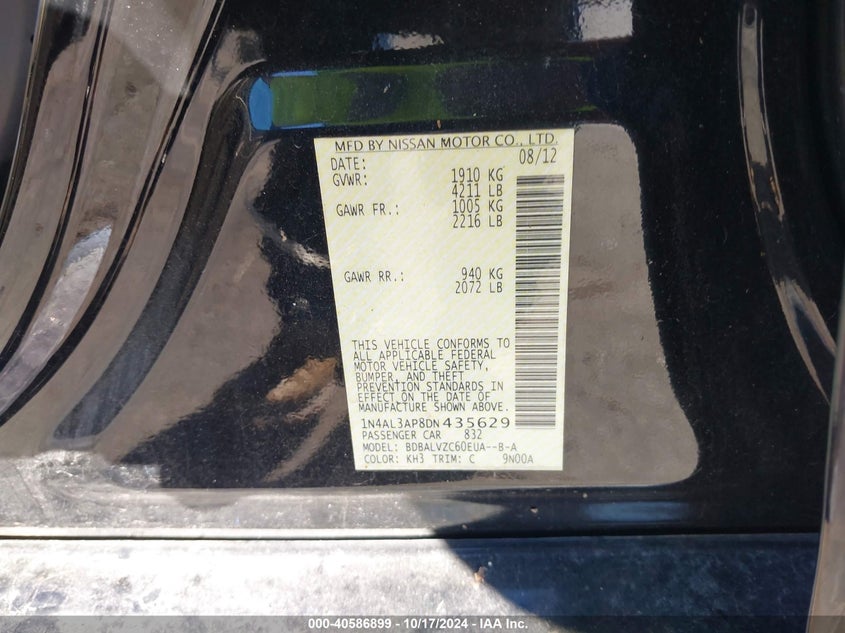 MFD BY NISSAN MOTOR CO., LTD.
DATE: 08/12
GVWR: 1910 KG
4211 LB
GAWR FR.: 1005 KG
2216 LB
GAWR RR.: 940 KG
2072 LB
THIS VEHICLE CONFORMS TO
ALL APPLICABLE FEDERAL
MOTOR VEHICLE SAFETY,
BUMPER, AND THEFT
PREVENTION STANDARDS IN
EFFECT ON THE DATE OF
MANUFACTURE SHOWN ABOVE.
1N4AL3AP8DN435629
PASSENGER CAR 832
MODEL: BDBALVZC60EUA--B-A
COLOR: KH3 TRIM: C 9N00A
000-40586899 - 10/17/2024 - IAA Inc.